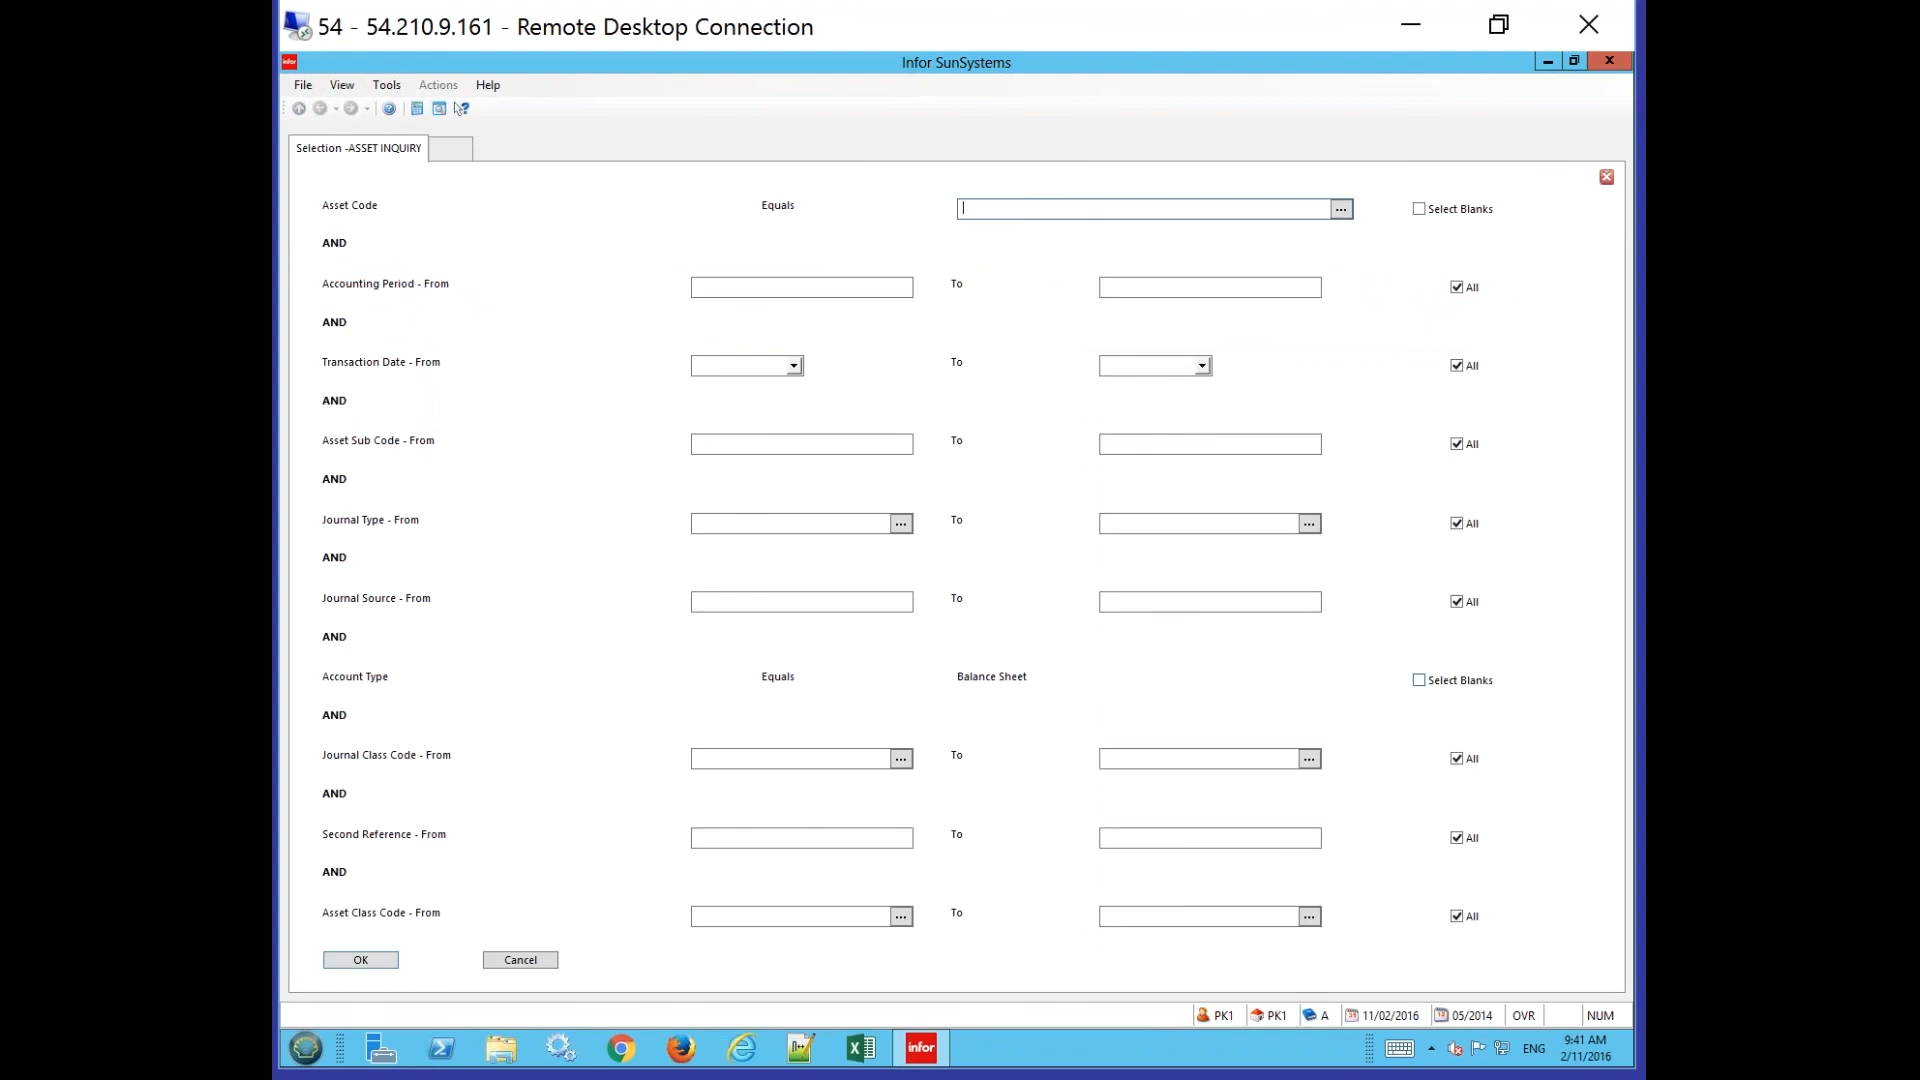 54 - 54.210.9.161 - Remote Desktop Connection
infor Infor SunSystems
File View Tools Actions Help
Selection -ASSET INQUIRY
Asset Code Equals ... Select Blanks
AND
Accounting Period - From To All
AND
Transaction Date - From To All
AND
Asset Sub Code - From To All
AND
Journal Type - From ... To ... All
AND
Journal Source - From To All
AND
Account Type Equals Balance Sheet Select Blanks
AND
Journal Class Code - From ... To ... All
AND
Second Reference - From To All
AND
Asset Class Code - From ... To ... All
OK Cancel
PK1 PK1 A 11/02/2016 05/2014 OVR NUM
infor ENG 9:41 AM
2/11/2016